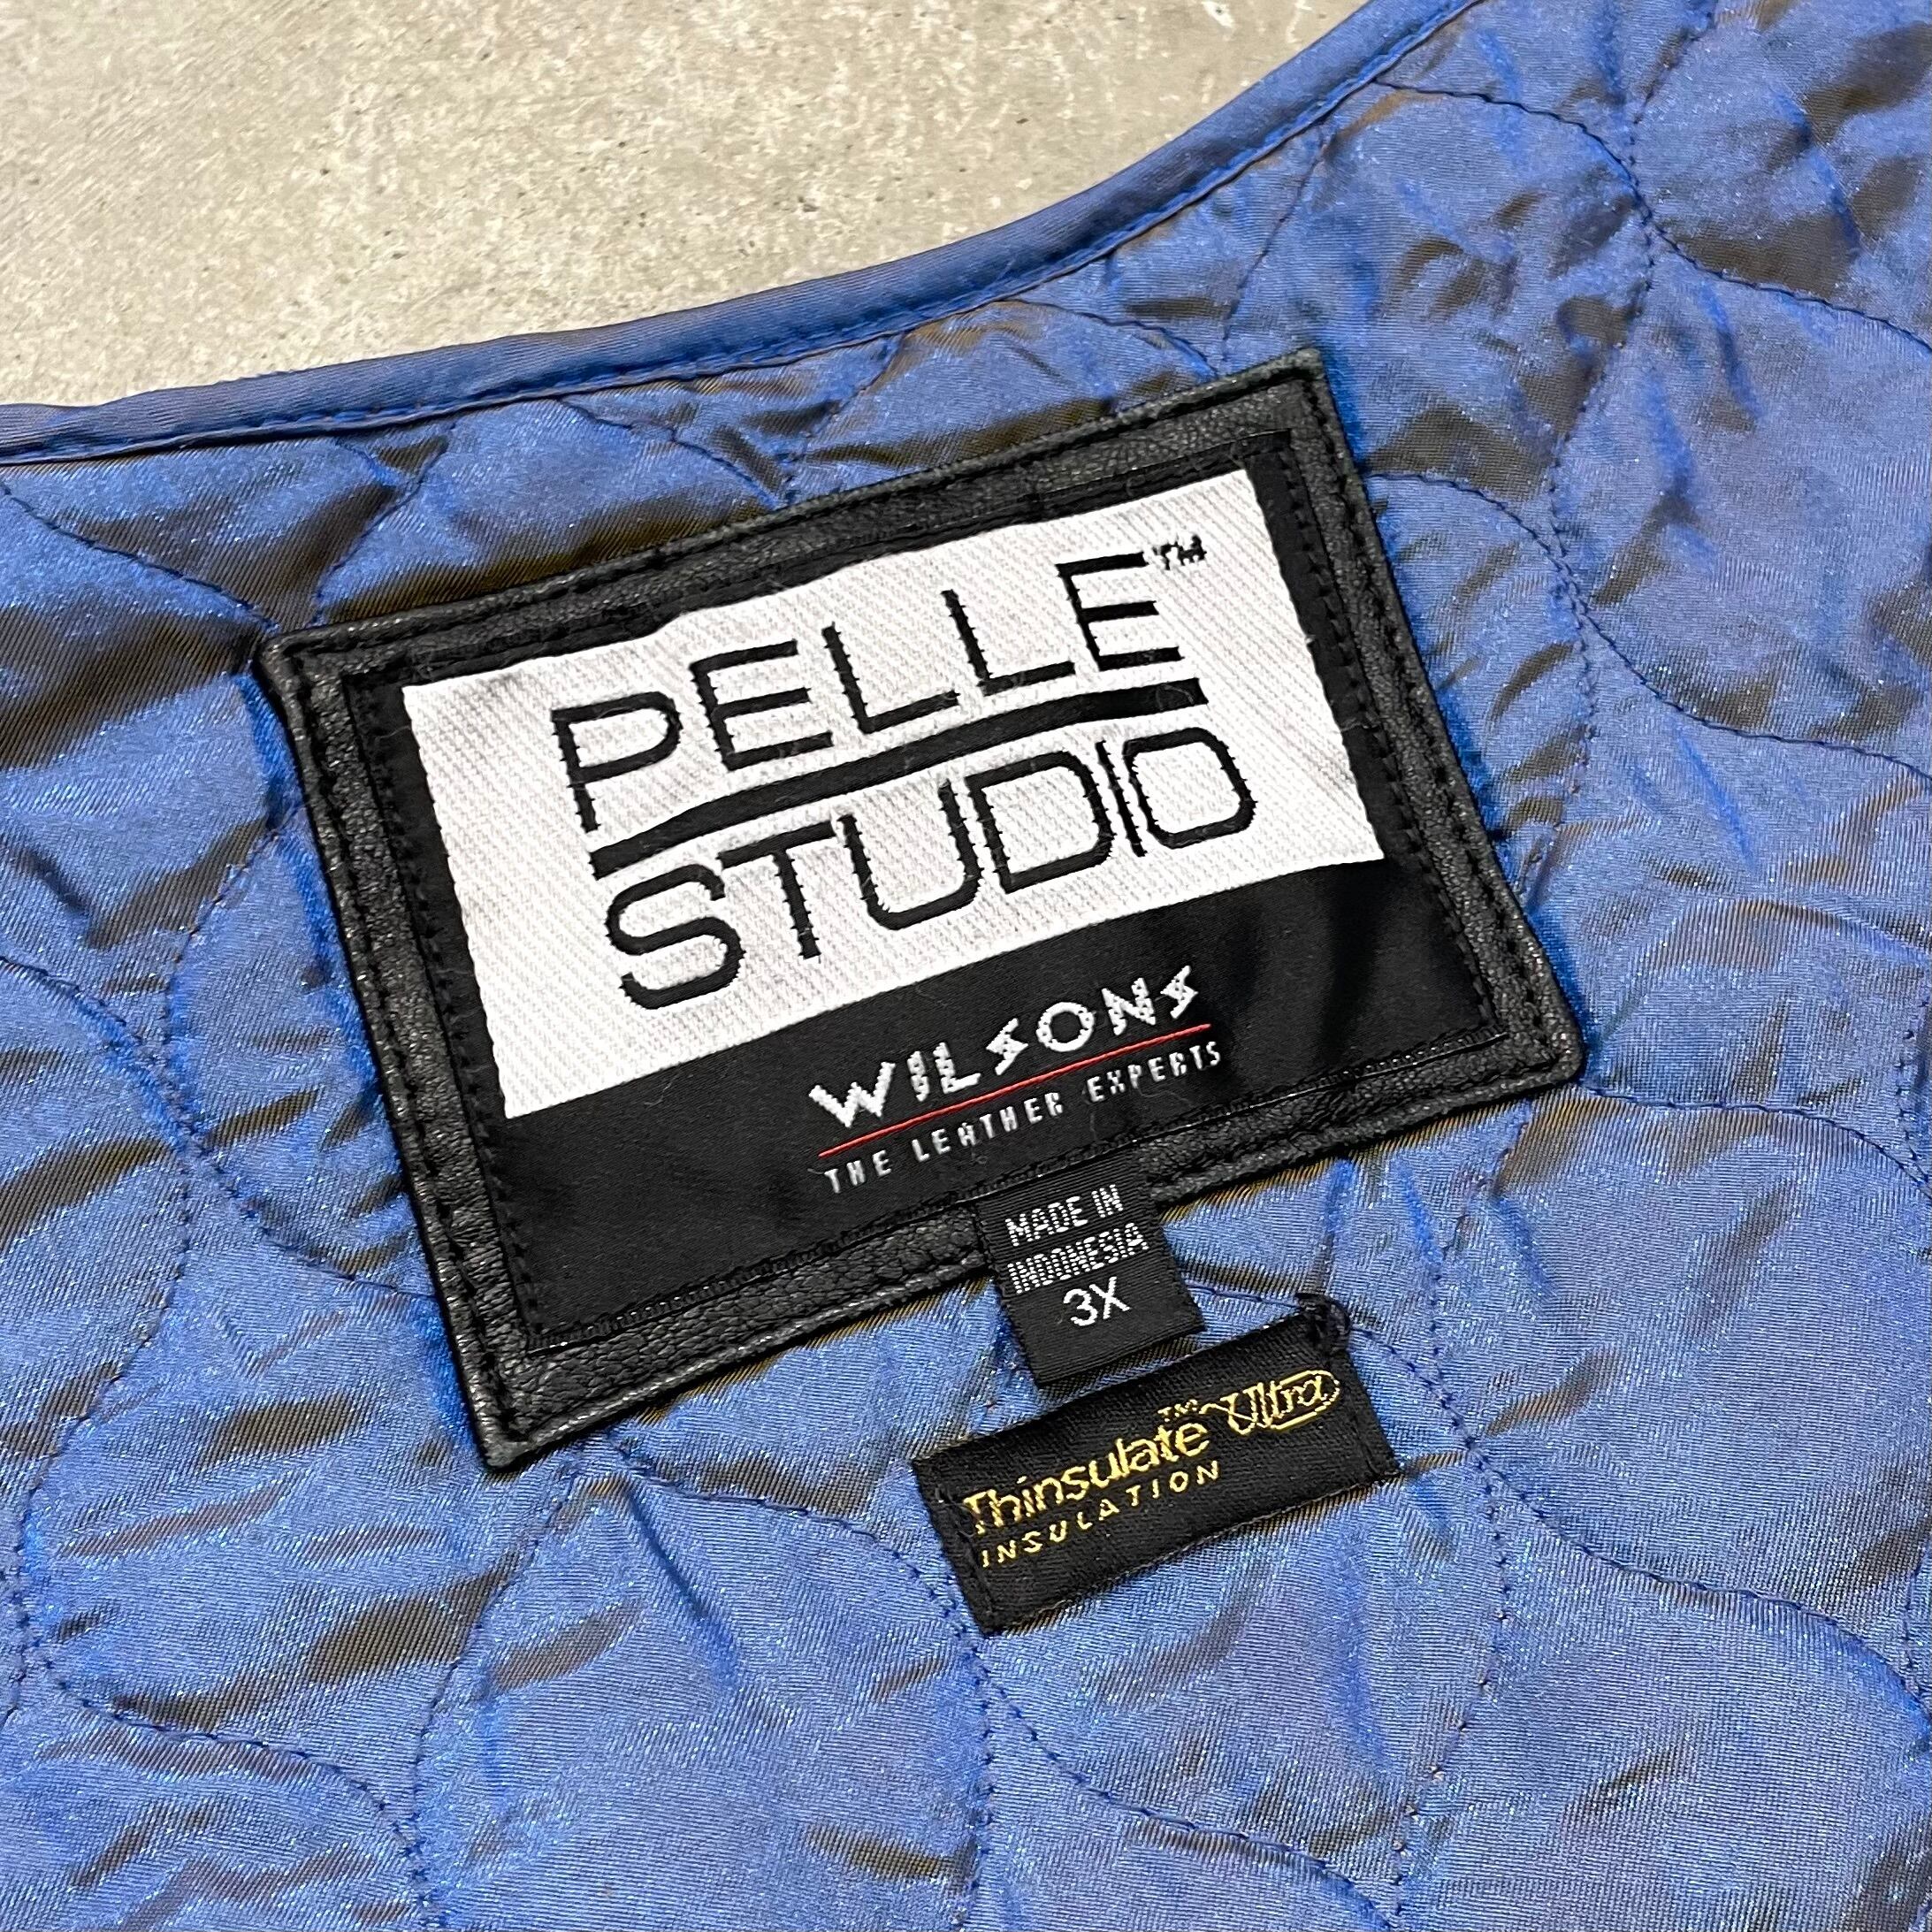 PELLE™
STUDIO
WILSONS
THE LEATHER EXPERTS
MADE IN
INDONESIA
3X
Thinsulate™ Ultra
INSULATION